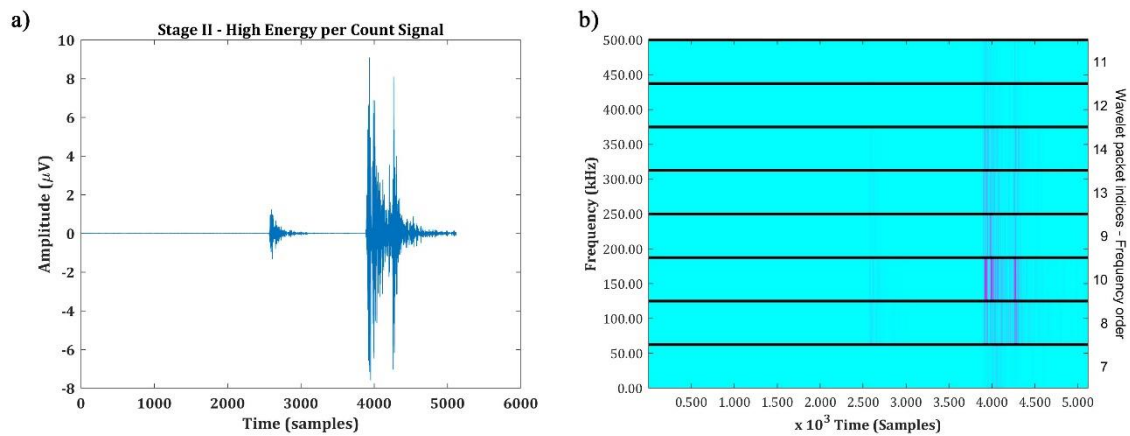 a)
Stage II - High Energy per Count Signal
10
8
6
4
2
0
-2
-4
-6
-8
Amplitude (μV)
0 1000 2000 3000 4000 5000 6000
Time (samples)
b)
500.00
450.00
400.00
350.00
300.00
250.00
200.00
150.00
100.00
50.00
0.00
Frequency (kHz)
0.500 1.000 1.500 2.000 2.500 3.000 3.500 4.000 4.500 5.000
x 10³ Time (Samples)
11
12
14
13
9
10
8
7
Wavelet packet indices - Frequency order